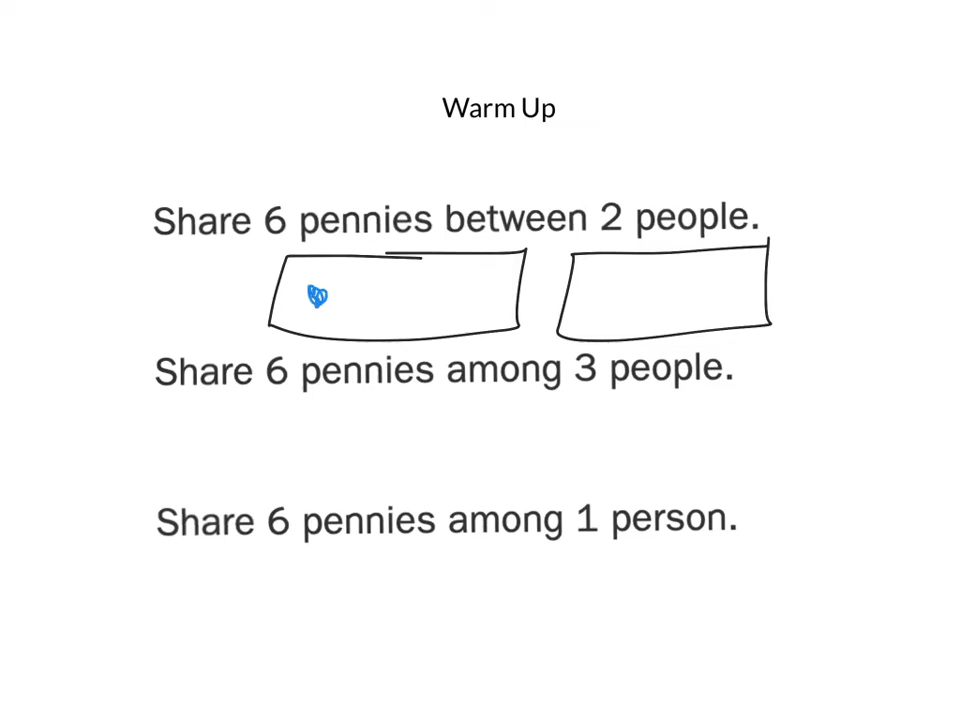 Warm Up
Share 6 pennies between 2 people.
Share 6 pennies among 3 people.
Share 6 pennies among 1 person.